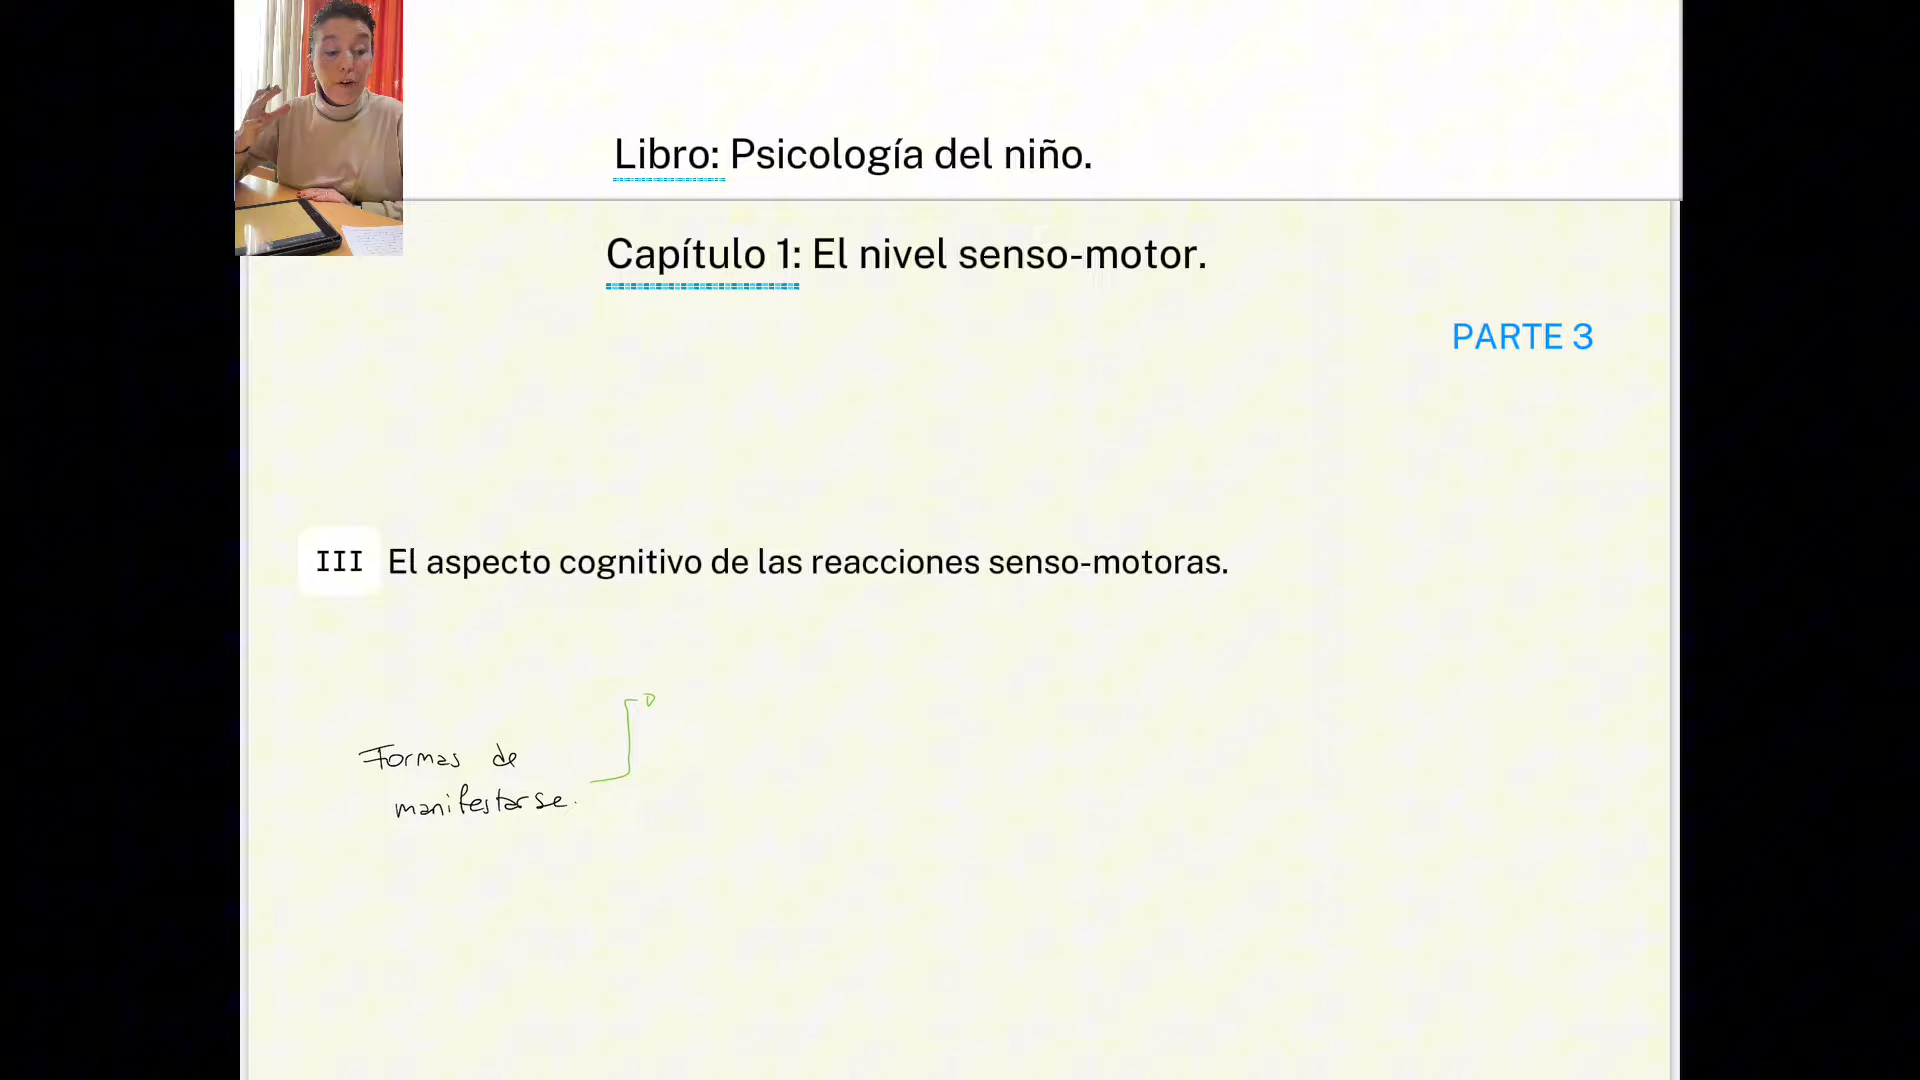 Libro: Psicología del niño.
Capítulo 1: El nivel senso-motor.
PARTE 3
III El aspecto cognitivo de las reacciones senso-motoras.
Formas de
manifestarse.